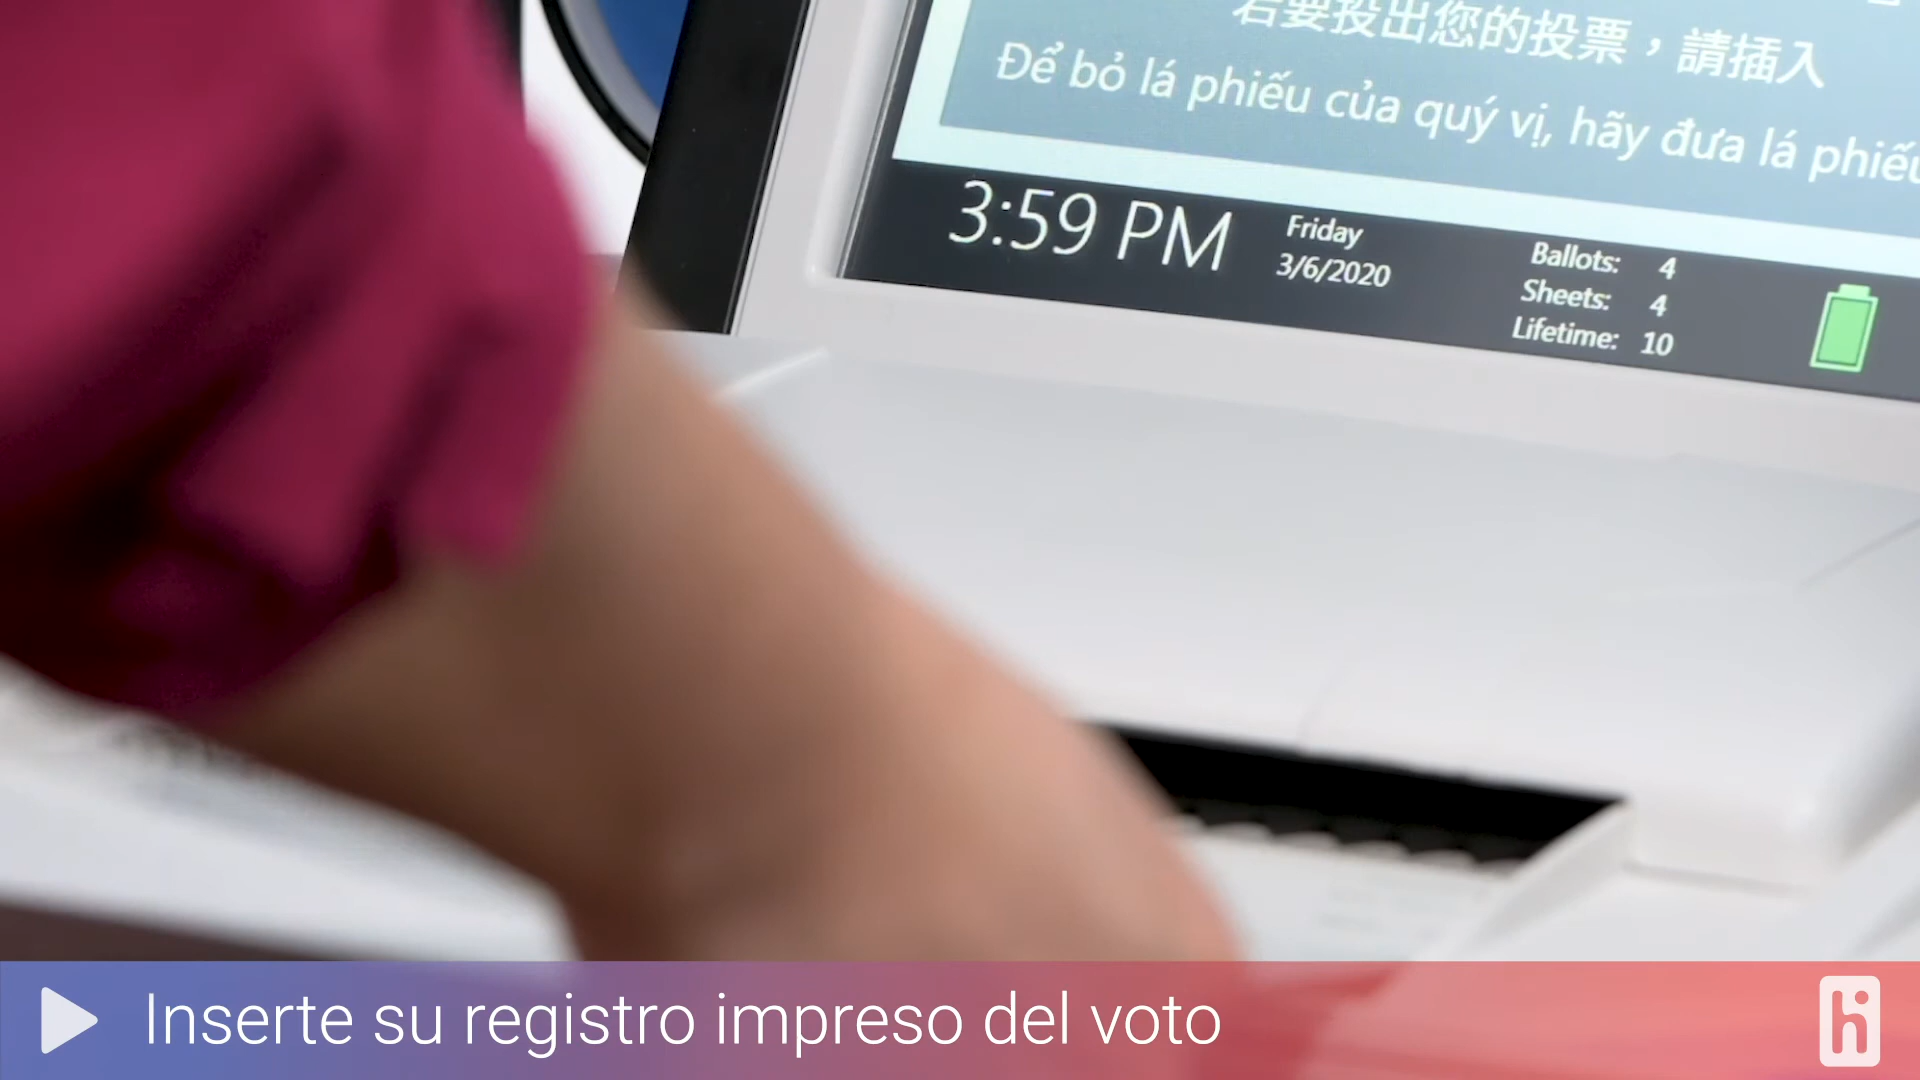 若要投出您的投票，請插入
Để bỏ lá phiếu của quý vị, hãy đưa lá phiếu
3:59 PM
Friday
3/6/2020
Ballots: 4
Sheets: 4
Lifetime: 10
Inserte su registro impreso del voto
hi